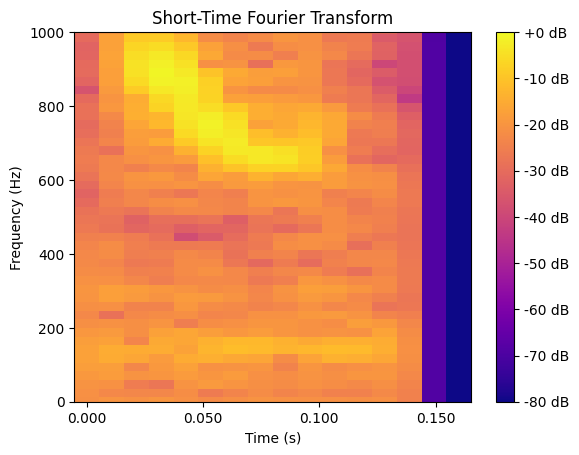 Short-Time Fourier Transform
Frequency (Hz)
1000
800
600
400
200
0
0.000
0.050
0.100
0.150
Time (s)
+0 dB
-10 dB
-20 dB
-30 dB
-40 dB
-50 dB
-60 dB
-70 dB
-80 dB